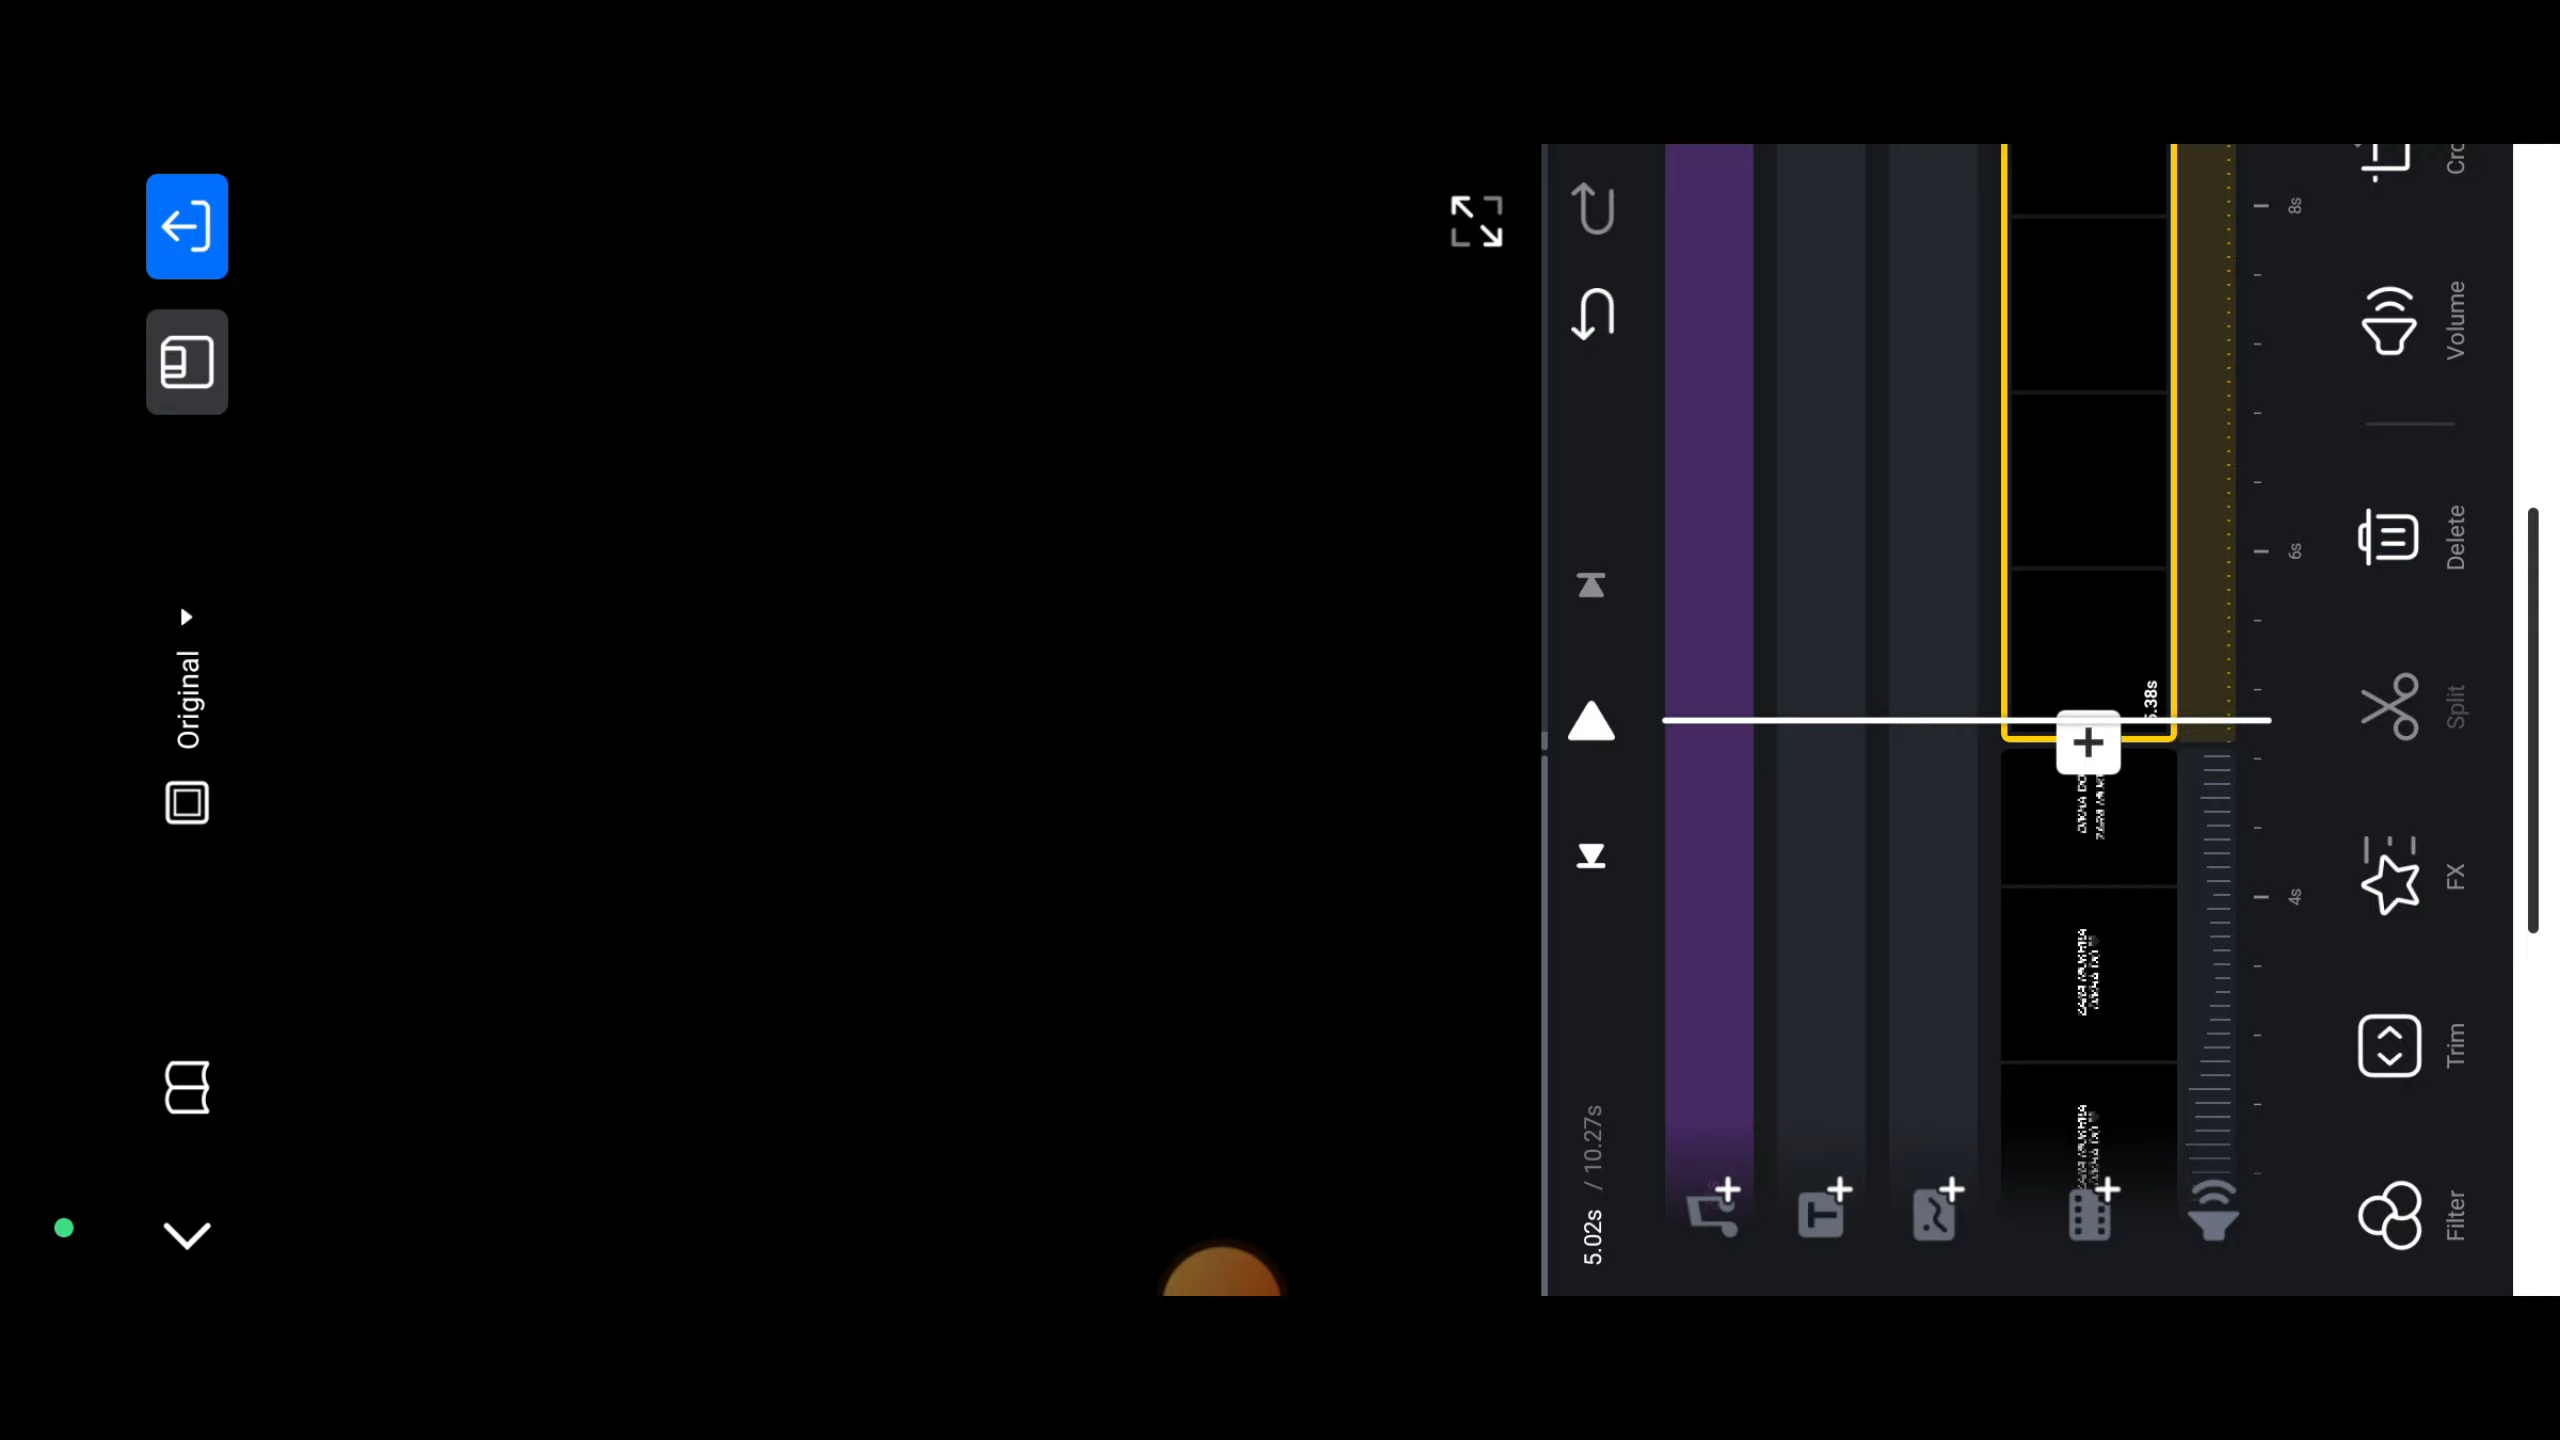 Original
5.02s / 10.27s
5.38s
4s
6s
8s
Filter
Trim
FX
Split
Delete
Volume